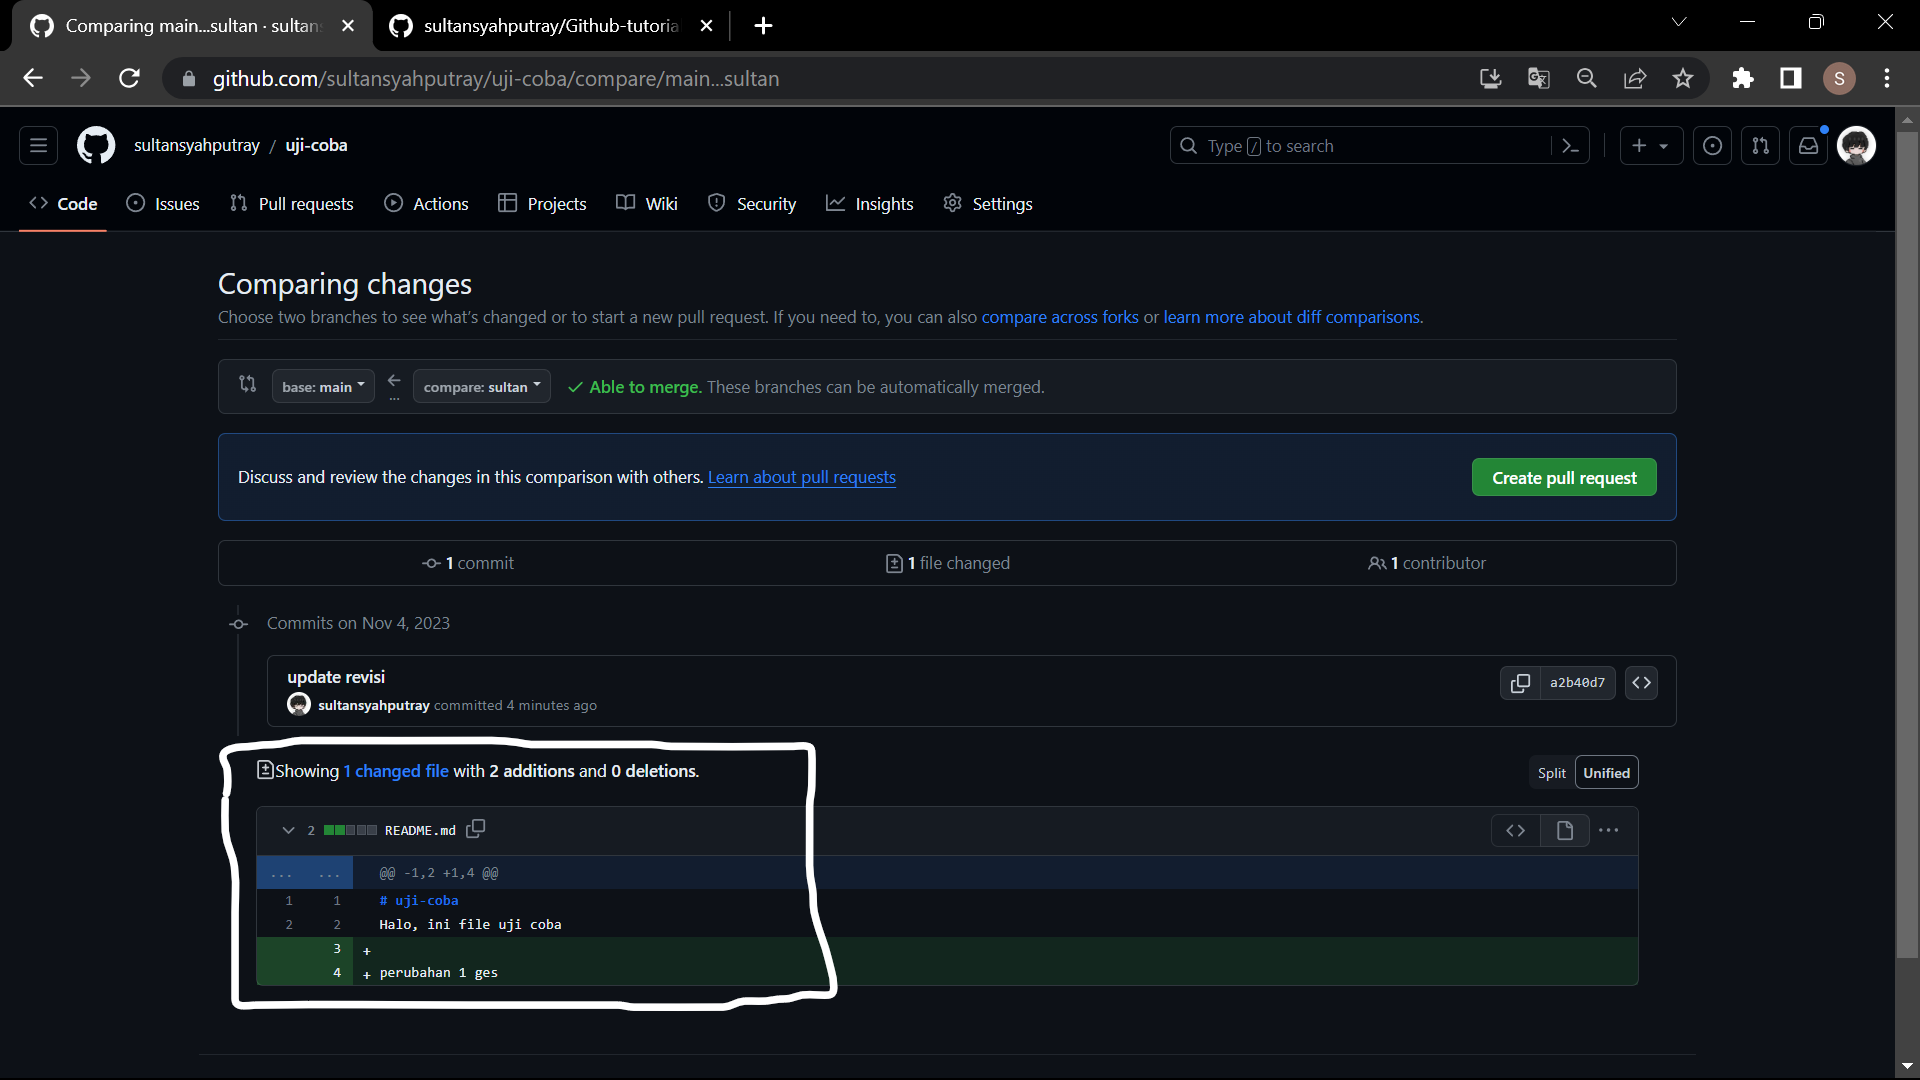 Comparing main...sultan · sultans
sultansyahputray/Github-tutoria
github.com/sultansyahputray/uji-coba/compare/main...sultan
S
sultansyahputray / uji-coba
Type / to search
Code Issues Pull requests Actions Projects Wiki Security Insights Settings
Comparing changes
Choose two branches to see what's changed or to start a new pull request. If you need to, you can also compare across forks or learn more about diff comparisons.
base: main ... compare: sultan Able to merge. These branches can be automatically merged.
Discuss and review the changes in this comparison with others. Learn about pull requests
Create pull request
1 commit
1 file changed
1 contributor
Commits on Nov 4, 2023
update revisi
sultansyahputray committed 4 minutes ago
a2b40d7
Showing 1 changed file with 2 additions and 0 deletions.
Split Unified
2 README.md
... ... @@ -1,2 +1,4 @@
1 1 # uji-coba
2 2 Halo, ini file uji coba
3 +
4 + perubahan 1 ges